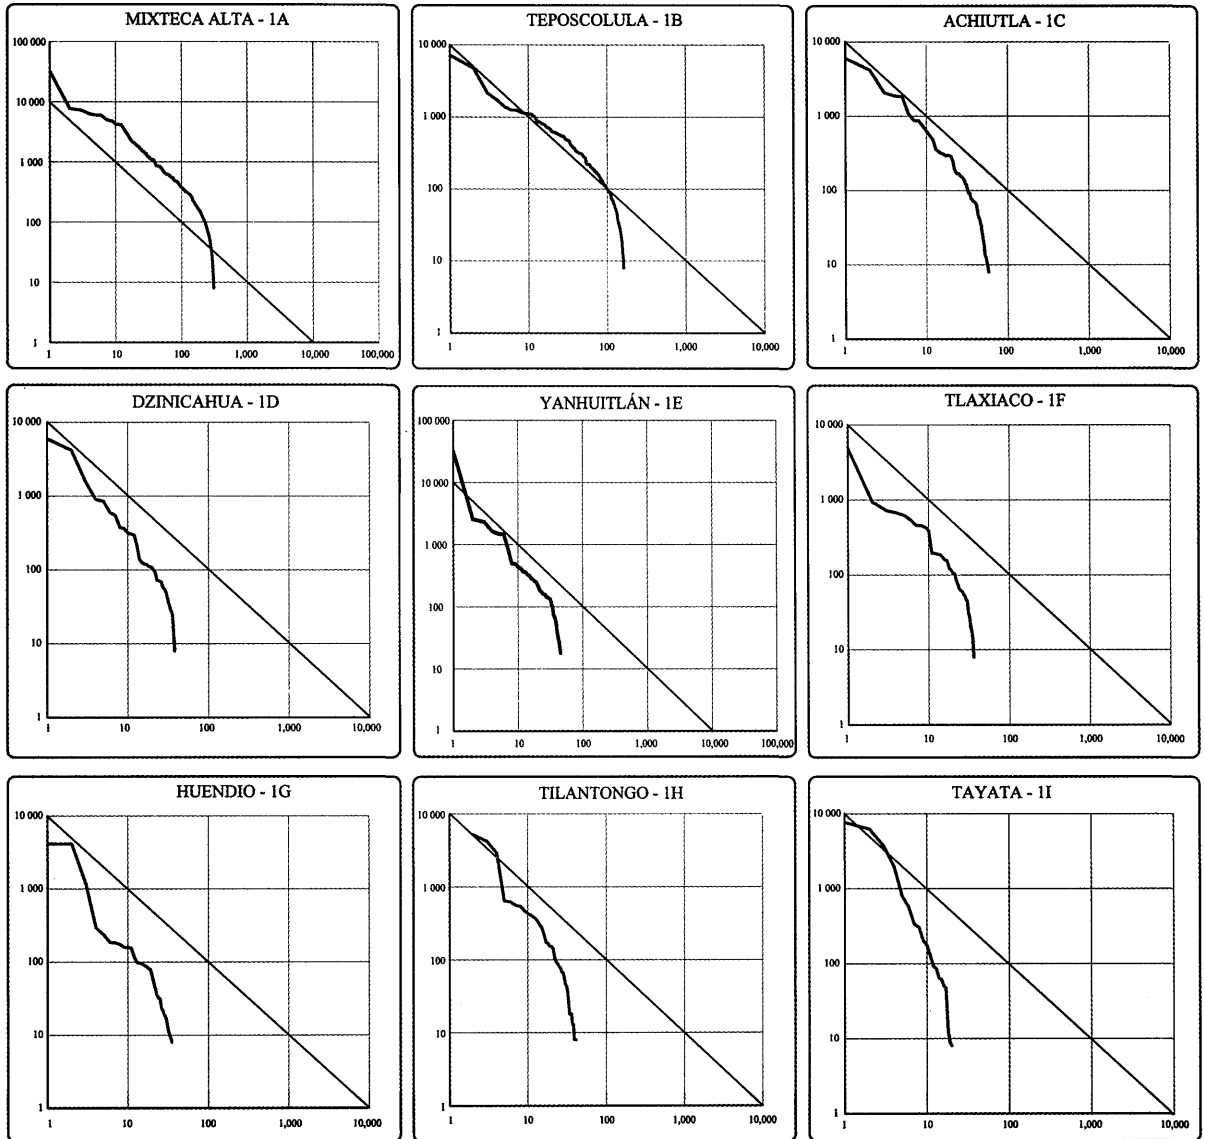 MIXTECA ALTA - 1A
100 000
10 000
1 000
100
10
1
1 10 100 1,000 10,000 100,000
TEPOSCOLULA - 1B
10 000
1 000
100
10
1
1 10 100 1,000 10,000
ACHIUTLA - 1C
10 000
1 000
100
10
1
1 10 100 1,000 10,000
DZINICAHUA - 1D
10 000
1 000
100
10
1
1 10 100 1,000 10,000
YANHUITLÁN - 1E
100 000
10 000
1 000
100
10
1
1 10 100 1,000 10,000 100,000
TLAXIACO - 1F
10 000
1 000
100
10
1
1 10 100 1,000 10,000
HUENDIO - 1G
10 000
1 000
100
10
1
1 10 100 1,000 10,000
TILANTONGO - 1H
10 000
1 000
100
10
1
1 10 100 1,000 10,000
TAYATA - 1I
10 000
1 000
100
10
1
1 10 100 1,000 10,000